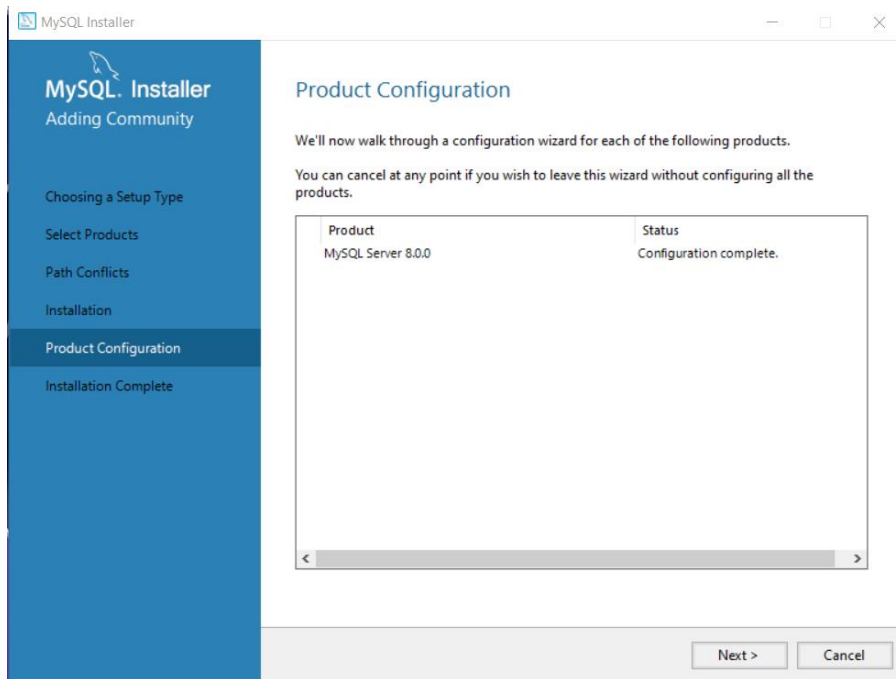 MySQL Installer
MySQL. Installer
Adding Community
Choosing a Setup Type
Select Products
Path Conflicts
Installation
Product Configuration
Installation Complete
Product Configuration
We'll now walk through a configuration wizard for each of the following products.
You can cancel at any point if you wish to leave this wizard without configuring all the
products.
Product Status
MySQL Server 8.0.0 Configuration complete.
Next > Cancel